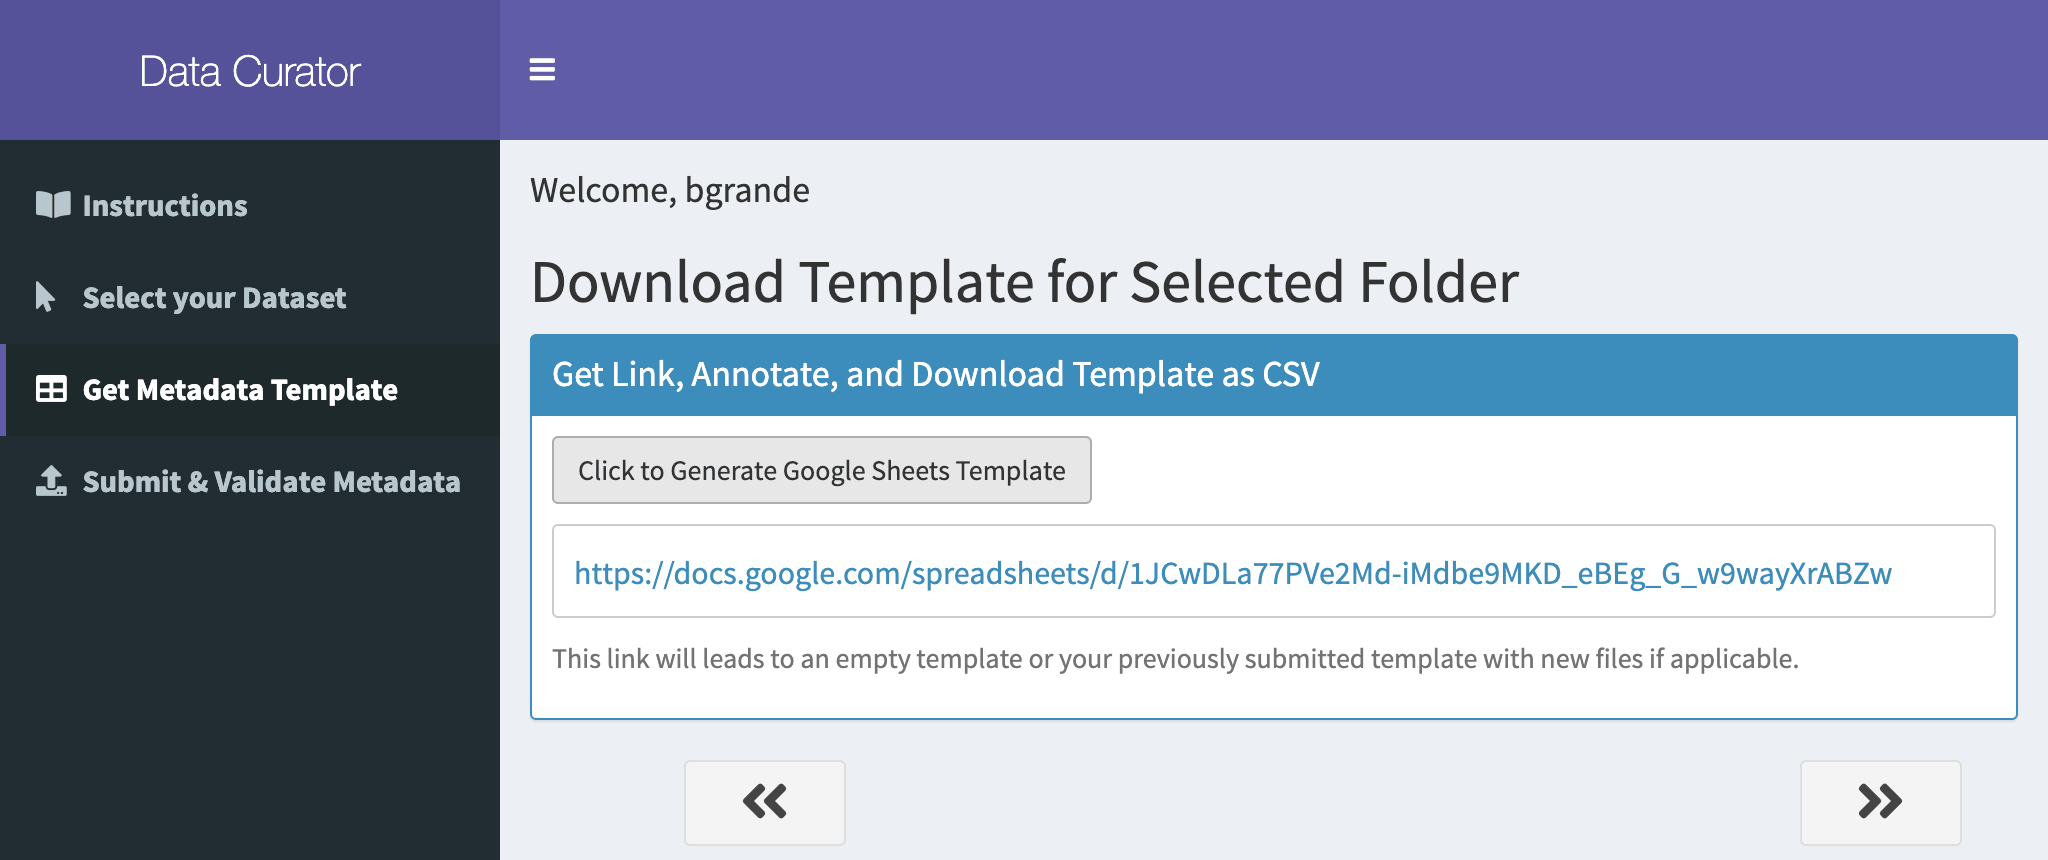 Data Curator
Instructions
Select your Dataset
Get Metadata Template
Submit & Validate Metadata
Welcome, bgrande
Download Template for Selected Folder
Get Link, Annotate, and Download Template as CSV
Click to Generate Google Sheets Template
https://docs.google.com/spreadsheets/d/1JCwDLa77PVe2Md-iMdbe9MKD_eBEg_G_w9wayXrABZw
This link will leads to an empty template or your previously submitted template with new files if applicable.